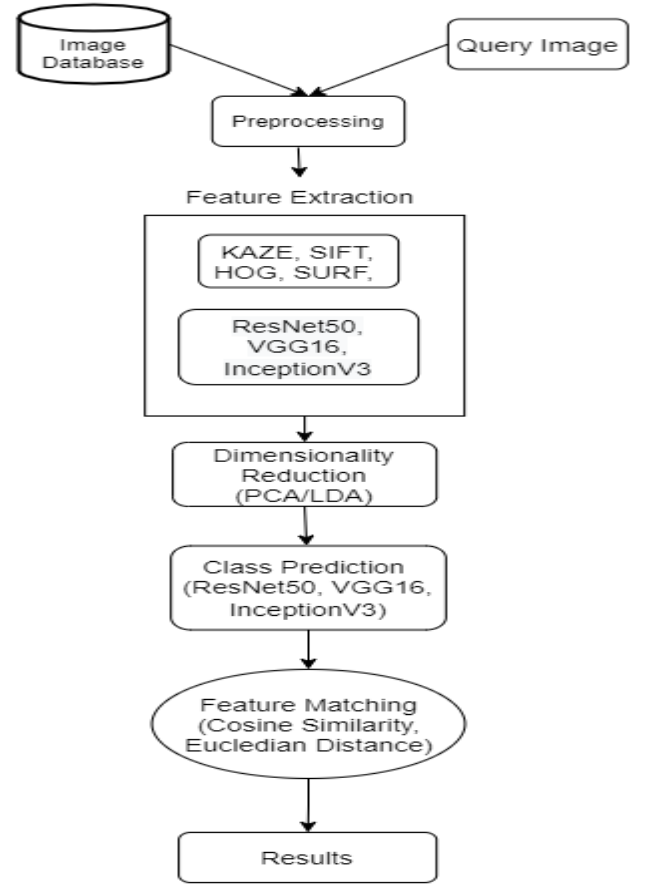 Image
Database
Query Image
Preprocessing
Feature Extraction
KAZE, SIFT,
HOG, SURF,
ResNet50,
VGG16,
InceptionV3
Dimensionality
Reduction
(PCA/LDA)
Class Prediction
(ResNet50, VGG16,
InceptionV3)
Feature Matching
(Cosine Similarity,
Eucledian Distance)
Results